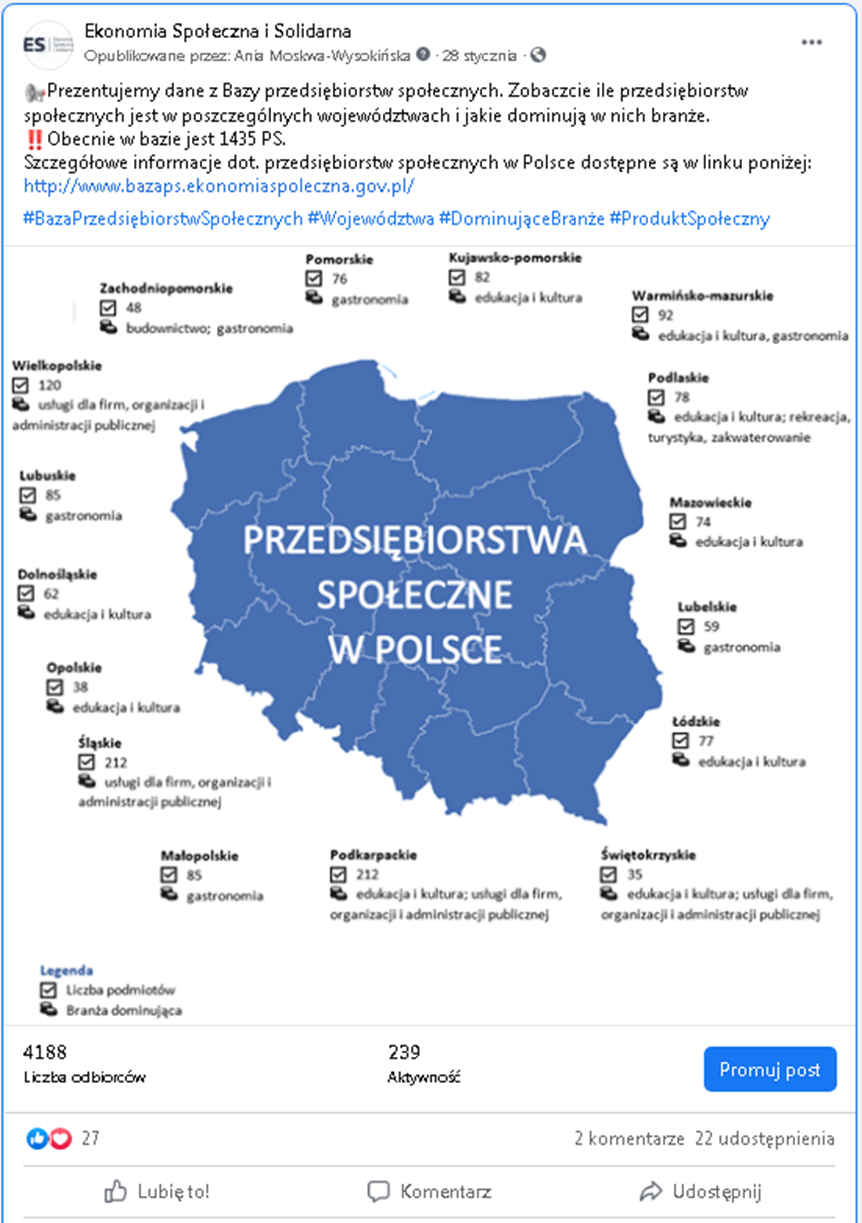 ES Ekonomia Społeczna i Solidarna
Ekonomia Społeczna i Solidarna
Opublikowane przez: Ania Moskwa-Wysokińska · 28 stycznia ·
Prezentujemy dane z Bazy przedsiębiorstw społecznych. Zobaczcie ile przedsiębiorstw
społecznych jest w poszczególnych województwach i jakie dominują w nich branże.
‼Obecnie w bazie jest 1435 PS.
Szczegółowe informacje dot. przedsiębiorstw społecznych w Polsce dostępne są w linku poniżej:
http://www.bazaps.ekonomiaspoleczna.gov.pl/
#BazaPrzedsiębiorstwSpołecznych #Województwa #DominująceBranże #ProduktSpołeczny
Pomorskie
76
gastronomia
Kujawsko-pomorskie
82
edukacja i kultura
Zachodniopomorskie
48
budownictwo; gastronomia
Warmińsko-mazurskie
92
edukacja i kultura, gastronomia
Wielkopolskie
120
usługi dla firm, organizacji i
administracji publicznej
Podlaskie
78
edukacja i kultura; rekreacja,
turystyka, zakwaterowanie
Lubuskie
85
gastronomia
Mazowieckie
74
edukacja i kultura
Dolnośląskie
62
edukacja i kultura
Lubelskie
59
gastronomia
PRZEDSIĘBIORSTWA
SPOŁECZNE
W POLSCE
Opolskie
38
edukacja i kultura
Łódzkie
77
edukacja i kultura
Śląskie
212
usługi dla firm, organizacji i
administracji publicznej
Małopolskie
85
gastronomia
Podkarpackie
212
edukacja i kultura; usługi dla firm,
organizacji i administracji publicznej
Świętokrzyskie
35
edukacja i kultura; usługi dla firm,
organizacji i administracji publicznej
Legenda
Liczba podmiotów
Branża dominująca
4188
Liczba odbiorców
239
Aktywność
Promuj post
27
2 komentarze 22 udostępnienia
Lubię to!
Komentarz
Udostępnij